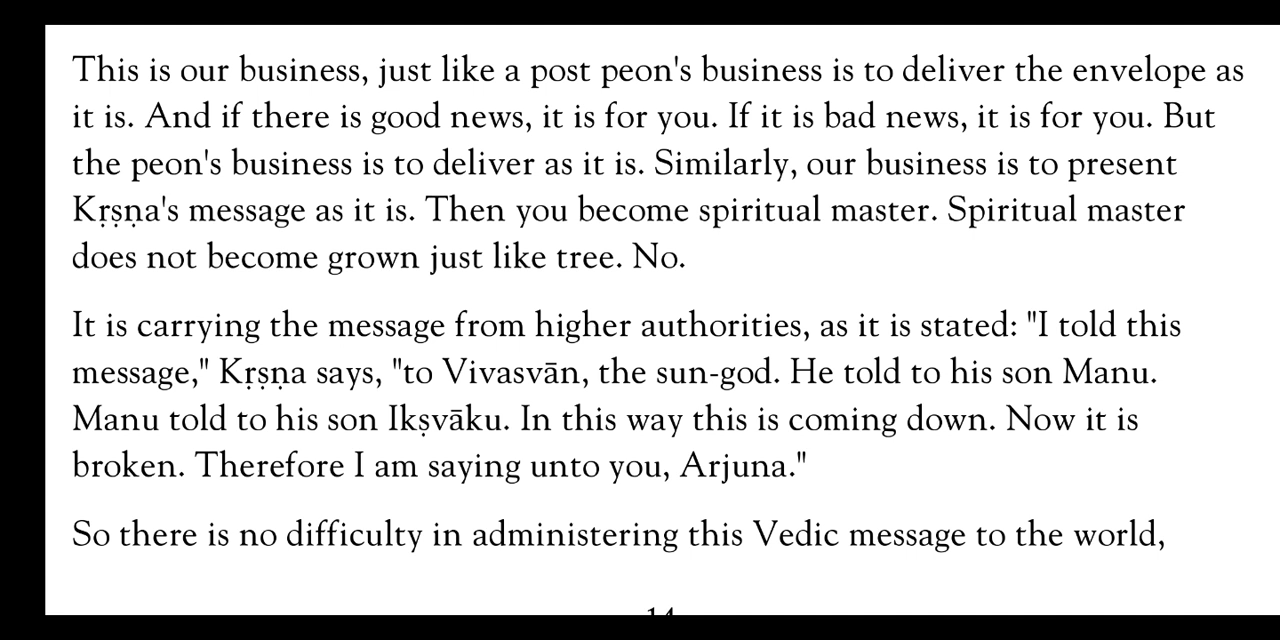 This is our business, just like a post peon's business is to deliver the envelope as
it is. And if there is good news, it is for you. If it is bad news, it is for you. But
the peon's business is to deliver as it is. Similarly, our business is to present
Kṛṣṇa's message as it is. Then you become spiritual master. Spiritual master
does not become grown just like tree. No.
It is carrying the message from higher authorities, as it is stated: "I told this
message," Kṛṣṇa says, "to Vivasvān, the sun-god. He told to his son Manu.
Manu told to his son Ikṣvāku. In this way this is coming down. Now it is
broken. Therefore I am saying unto you, Arjuna."
So there is no difficulty in administering this Vedic message to the world,